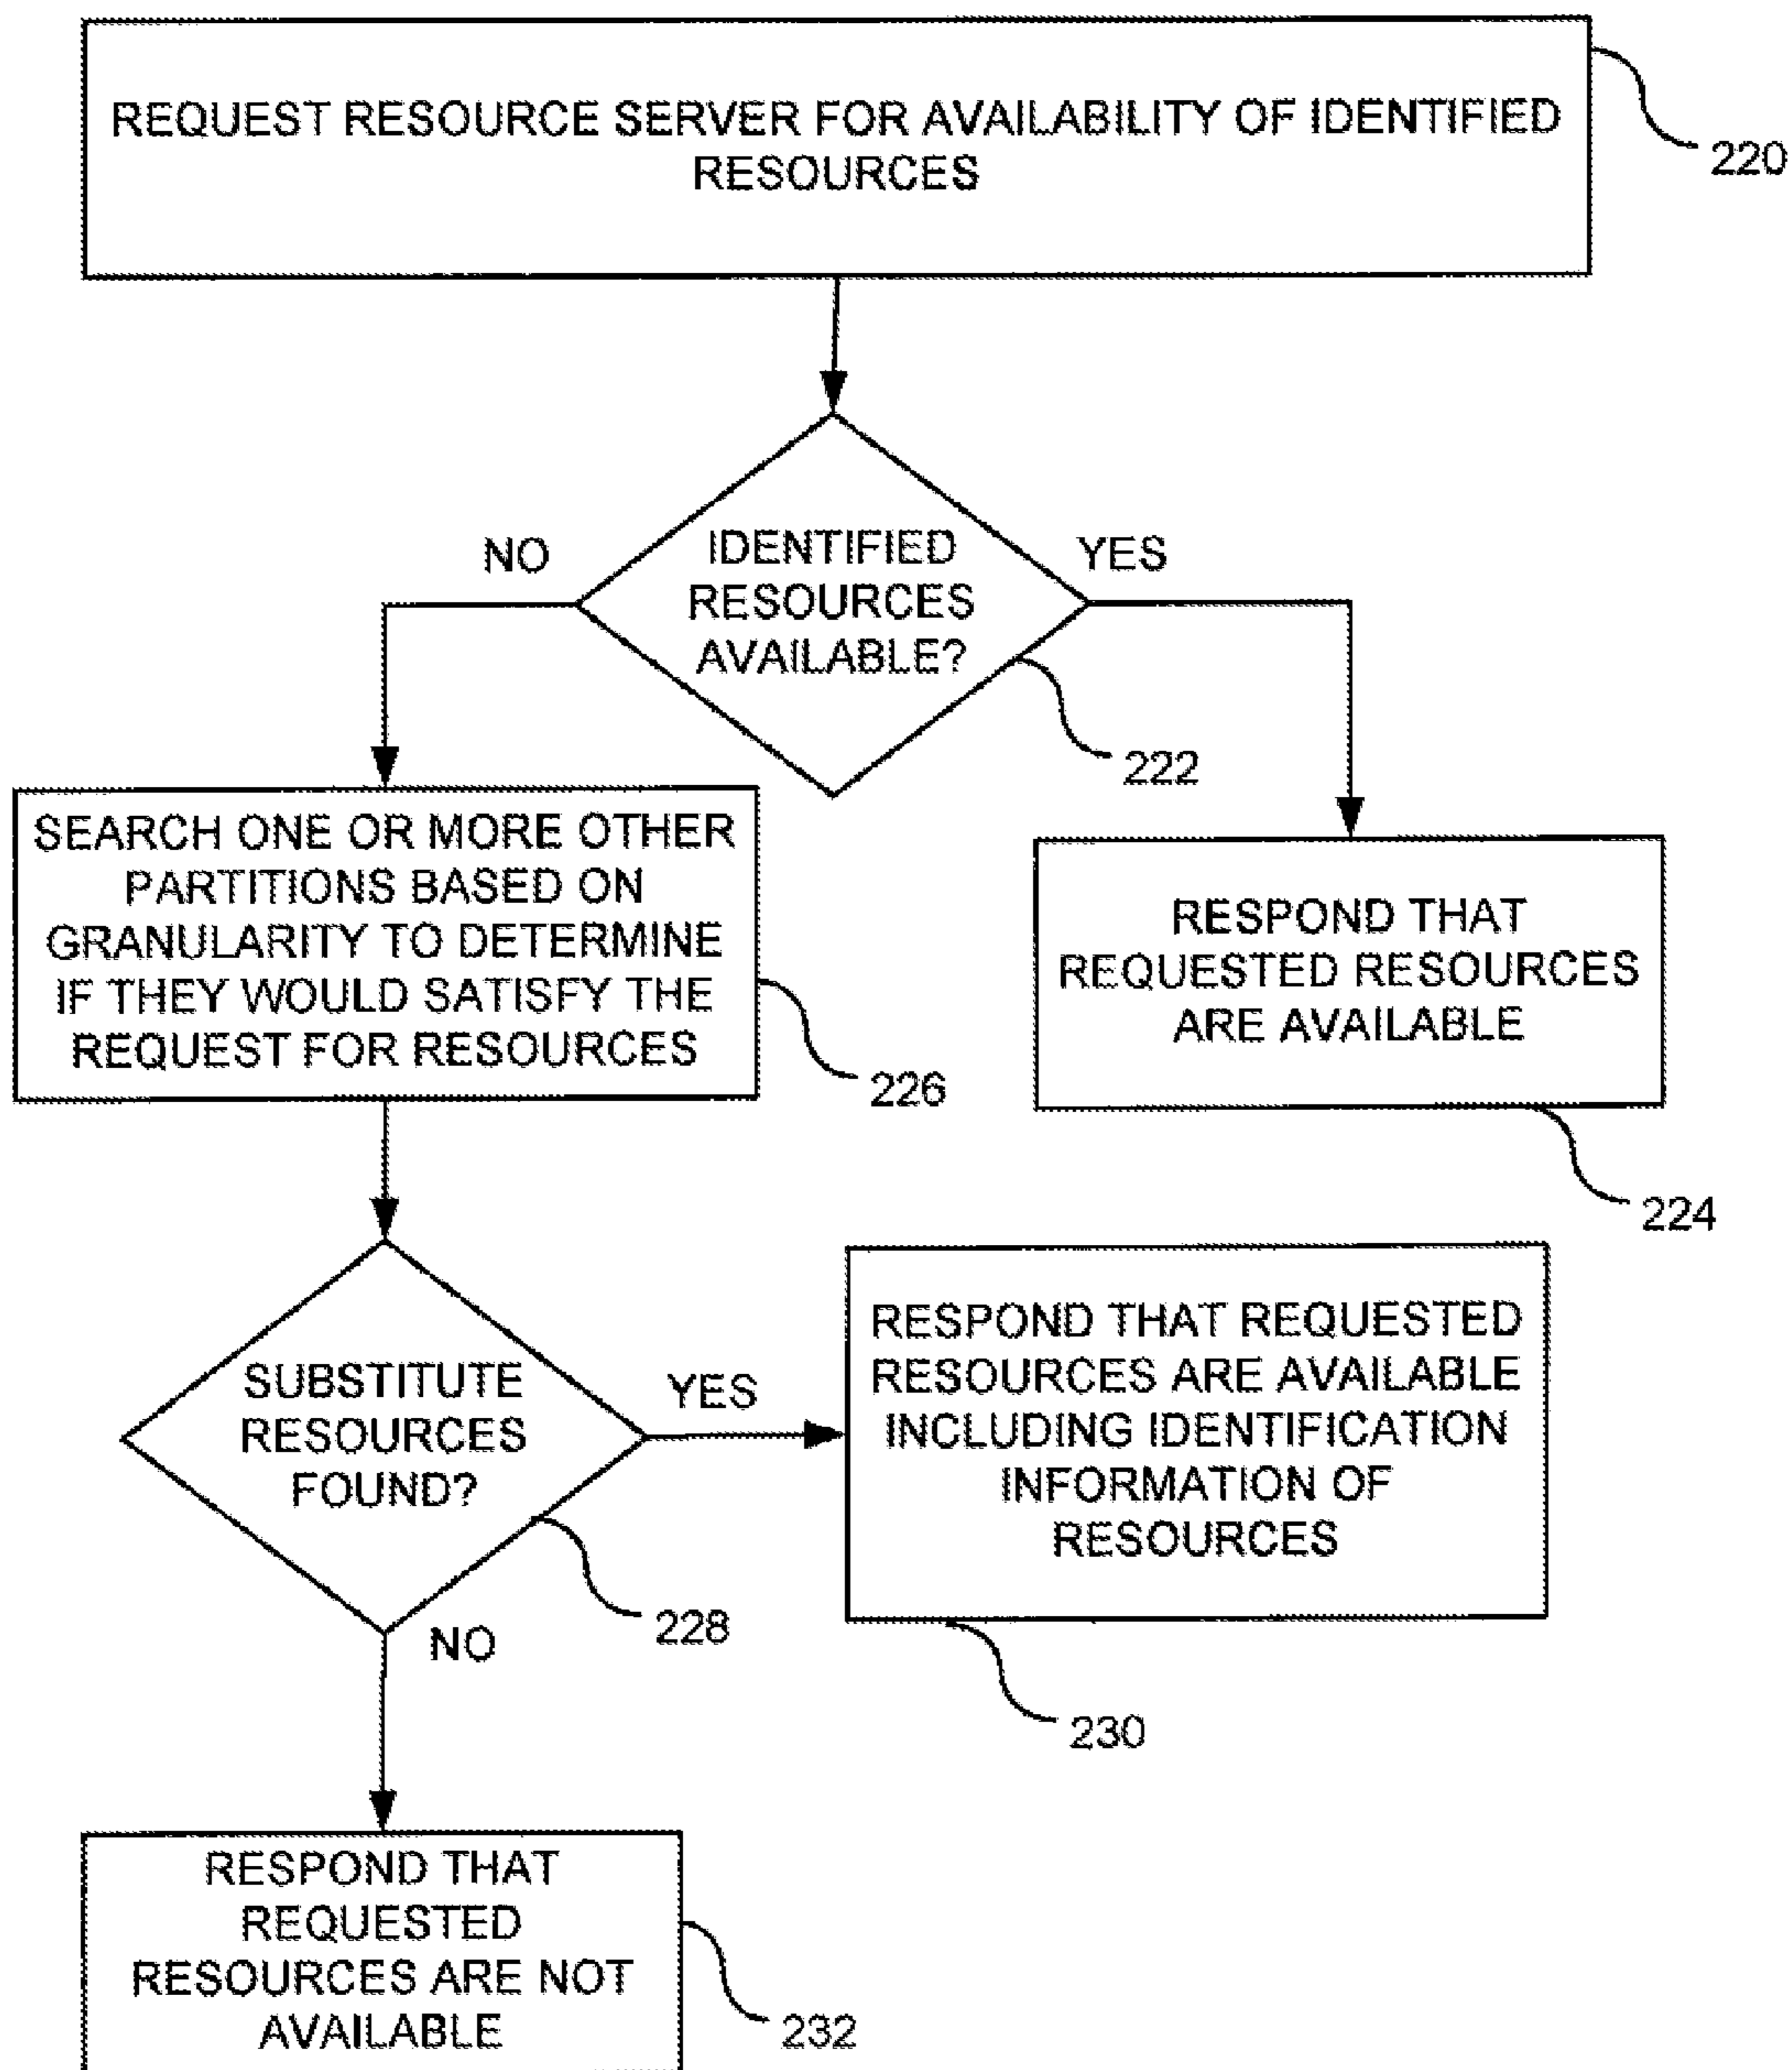 REQUEST RESOURCE SERVER FOR AVAILABILITY OF IDENTIFIED
RESOURCES
220
IDENTIFIED
RESOURCES
AVAILABLE?
NO
YES
222
SEARCH ONE OR MORE OTHER
PARTITIONS BASED ON
GRANULARITY TO DETERMINE
IF THEY WOULD SATISFY THE
REQUEST FOR RESOURCES
226
RESPOND THAT
REQUESTED RESOURCES
ARE AVAILABLE
224
SUBSTITUTE
RESOURCES
FOUND?
YES
NO
228
RESPOND THAT REQUESTED
RESOURCES ARE AVAILABLE
INCLUDING IDENTIFICATION
INFORMATION OF
RESOURCES
230
RESPOND THAT
REQUESTED
RESOURCES ARE NOT
AVAILABLE
232